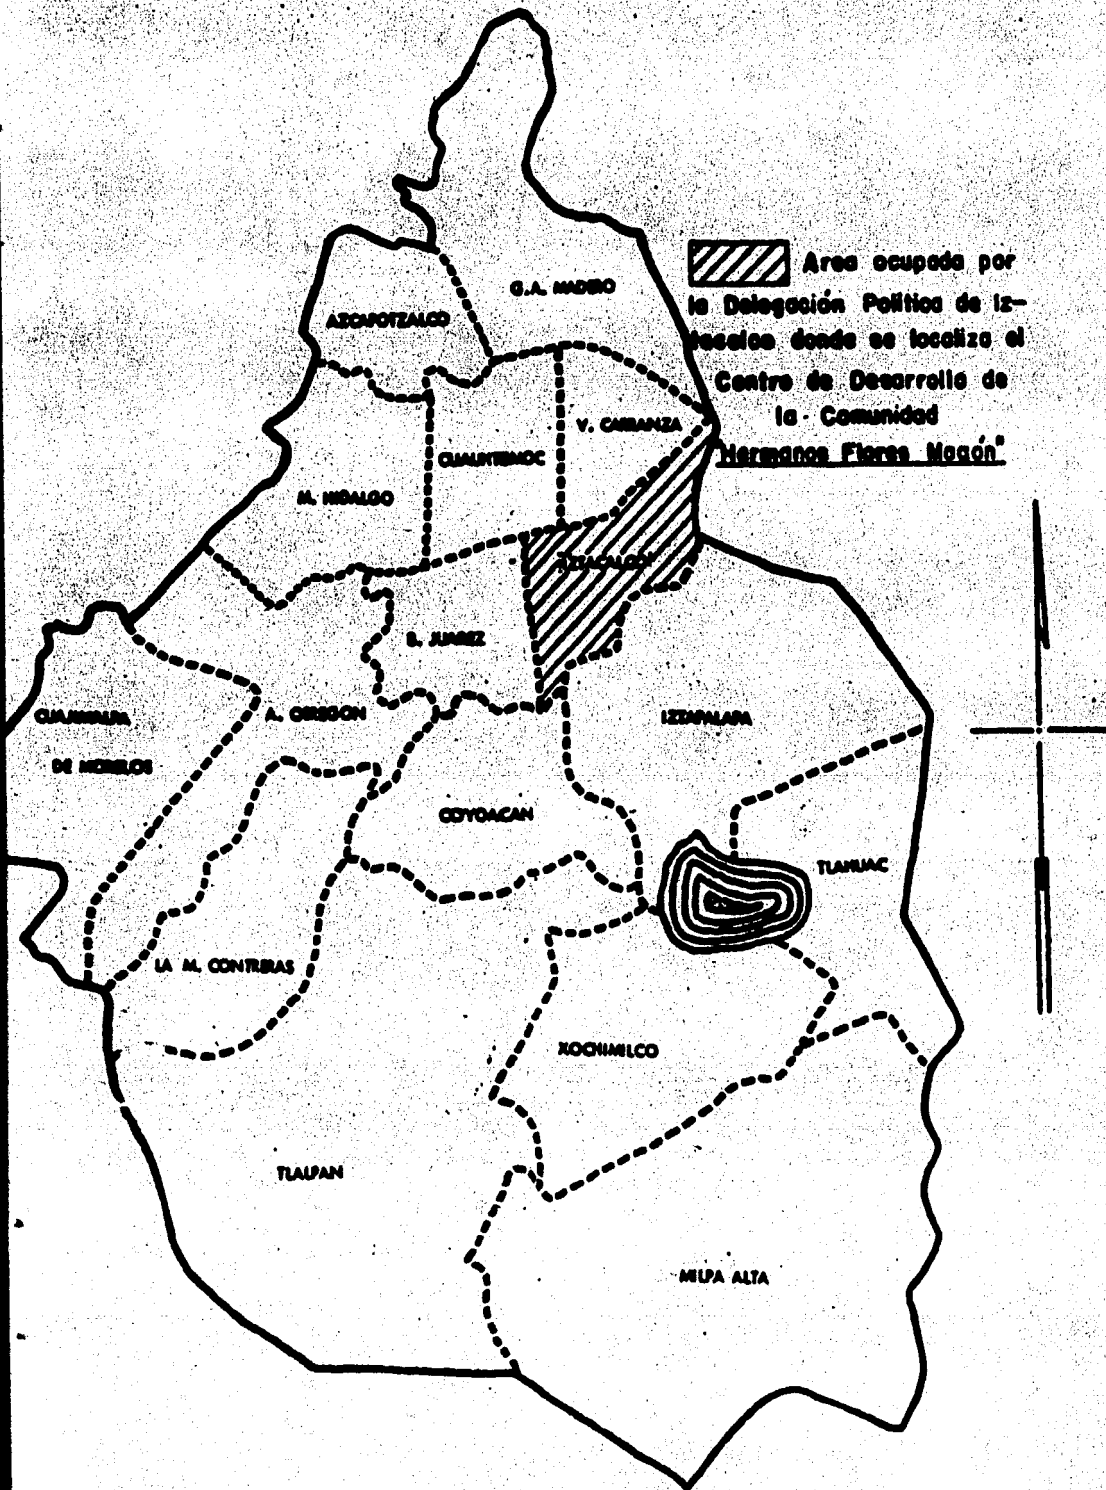 G.A. MADERO
AZCAPOTZALCO
Area ocupada por
la Delegación Política de Iz-
tacalco donde se localiza el
Centro de Desarrollo de
la Comunidad
"Hermanos Flores Magón"
V. CARRANZA
CUAUHTEMOC
M. HIDALGO
IZTACALCO
B. JUAREZ
CUAJIMALPA
DE MORELOS
A. OBREGON
IZTAPALAPA
COYOACAN
TLAHUAC
LA M. CONTRERAS
XOCHIMILCO
TLALPAN
MILPA ALTA